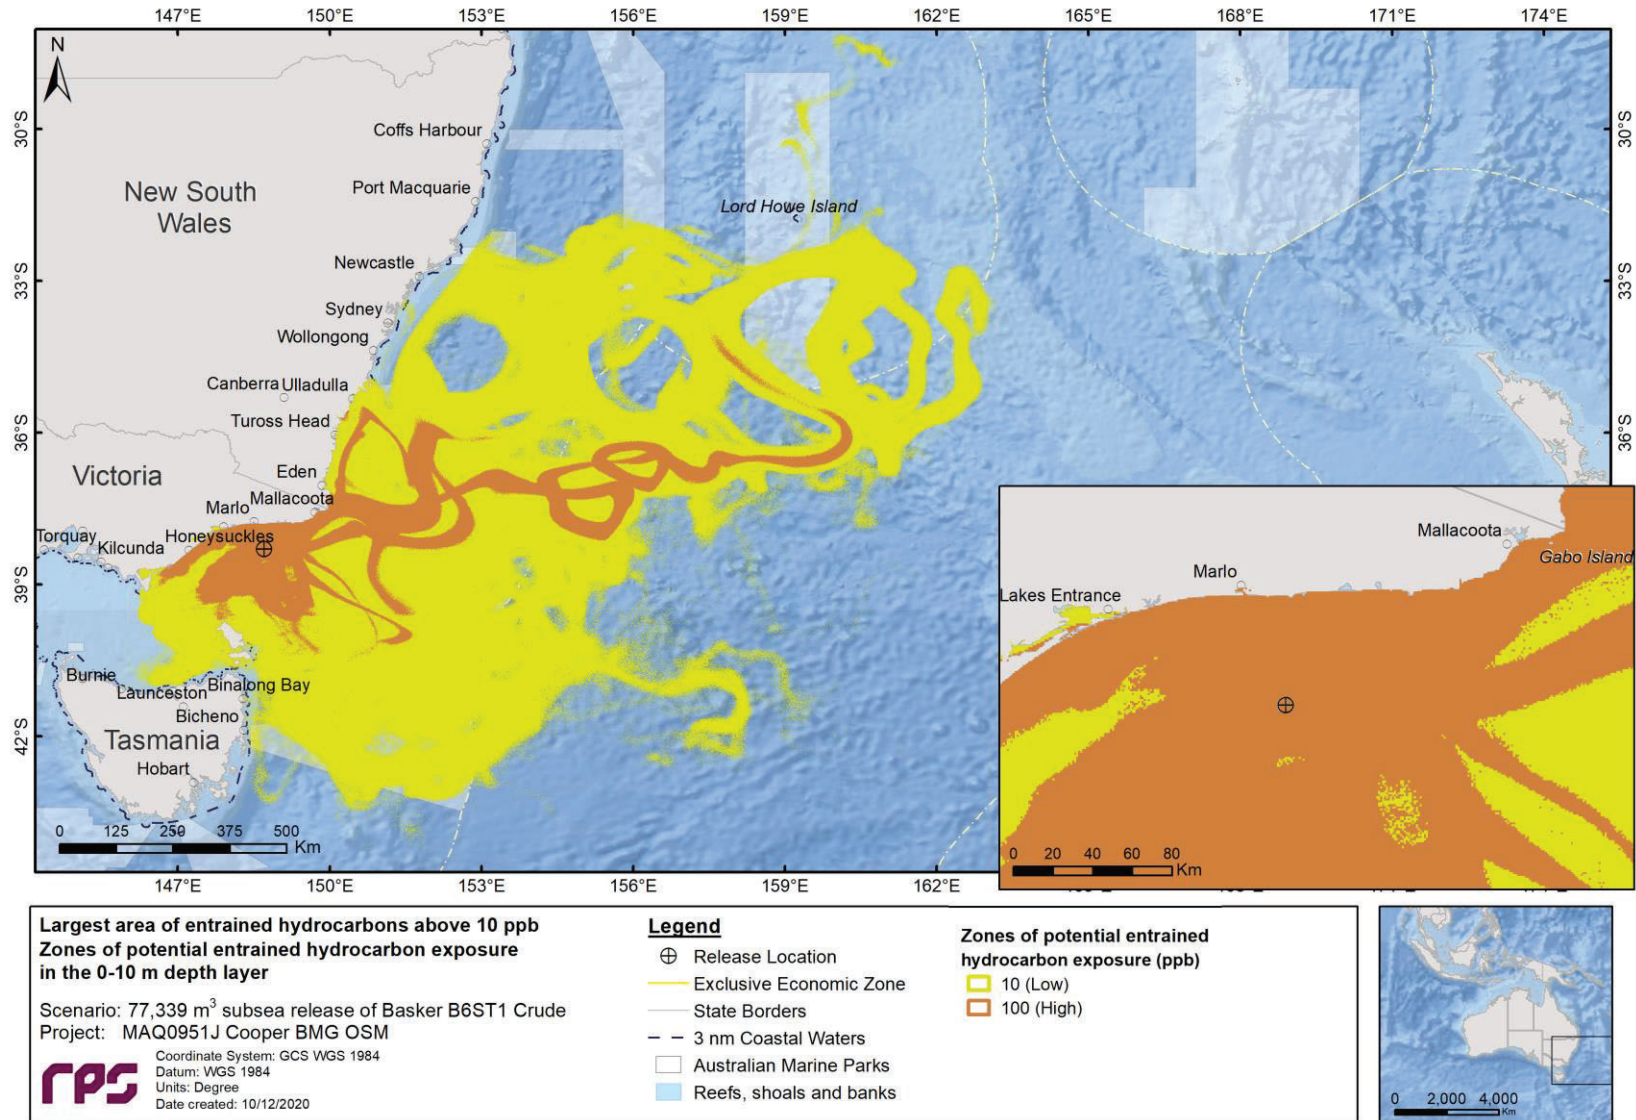 147°E 150°E 153°E 156°E 159°E 162°E 165°E 168°E 171°E 174°E
N
30°S
30°S
33°S
33°S
36°S
36°S
39°S
42°S
Coffs Harbour
Port Macquarie
New South
Wales
Lord Howe Island
Newcastle
Sydney
Wollongong
Canberra
Ulladulla
Tuross Head
Victoria
Eden
Mallacoota
Marlo
Honeysuckles
Torquay
Kilcunda
Burnie
Launceston
Binalong Bay
Bicheno
Tasmania
Hobart
0 125 250 375 500
Km
Mallacoota
Gabo Island
Marlo
Lakes Entrance
0 20 40 60 80
Km
147°E 150°E 153°E 156°E 159°E 162°E
Largest area of entrained hydrocarbons above 10 ppb
Zones of potential entrained hydrocarbon exposure
in the 0-10 m depth layer
Scenario: 77,339 m³ subsea release of Basker B6ST1 Crude
Project: MAQ0951J Cooper BMG OSM
rps
Coordinate System: GCS WGS 1984
Datum: WGS 1984
Units: Degree
Date created: 10/12/2020
Legend
Release Location
Exclusive Economic Zone
State Borders
3 nm Coastal Waters
Australian Marine Parks
Reefs, shoals and banks
Zones of potential entrained
hydrocarbon exposure (ppb)
10 (Low)
100 (High)
0 2,000 4,000
Km